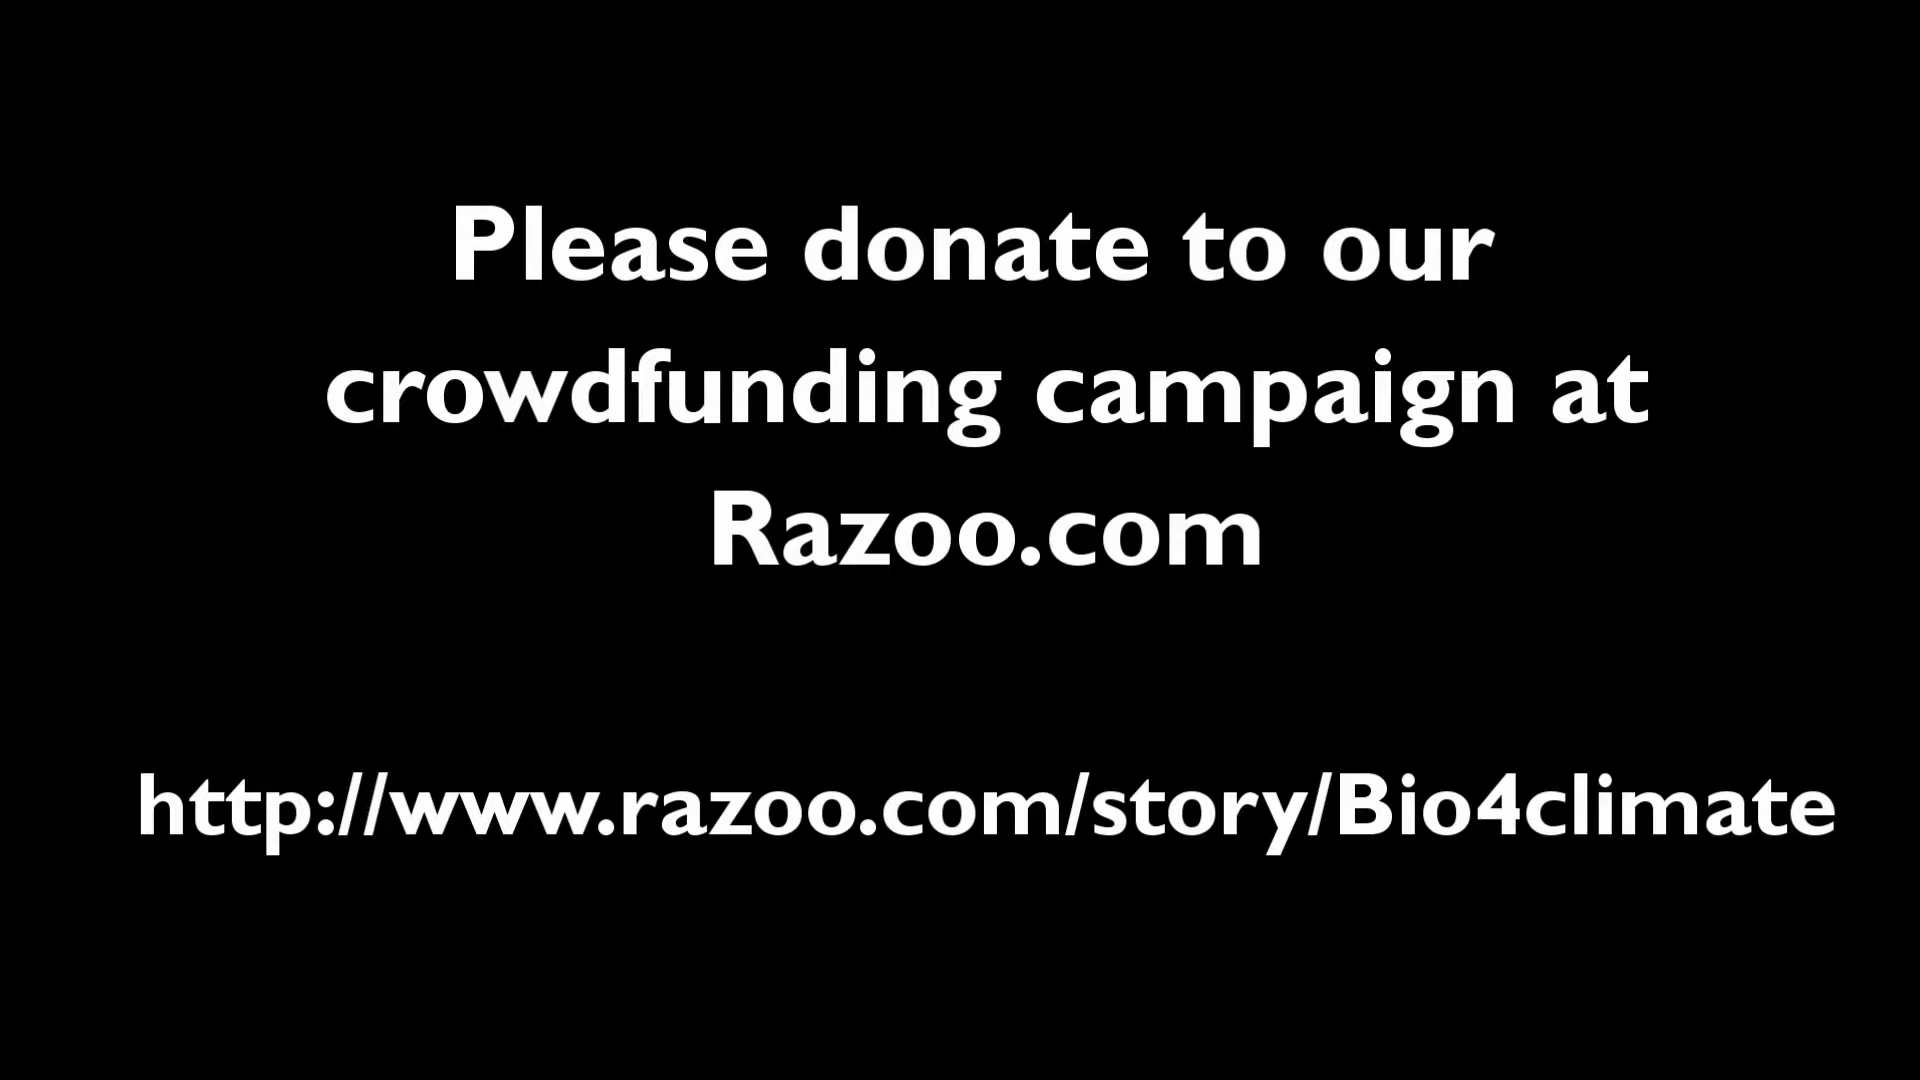 Please donate to our
crowdfunding campaign at
Razoo.com
http://www.razoo.com/story/Bio4climate